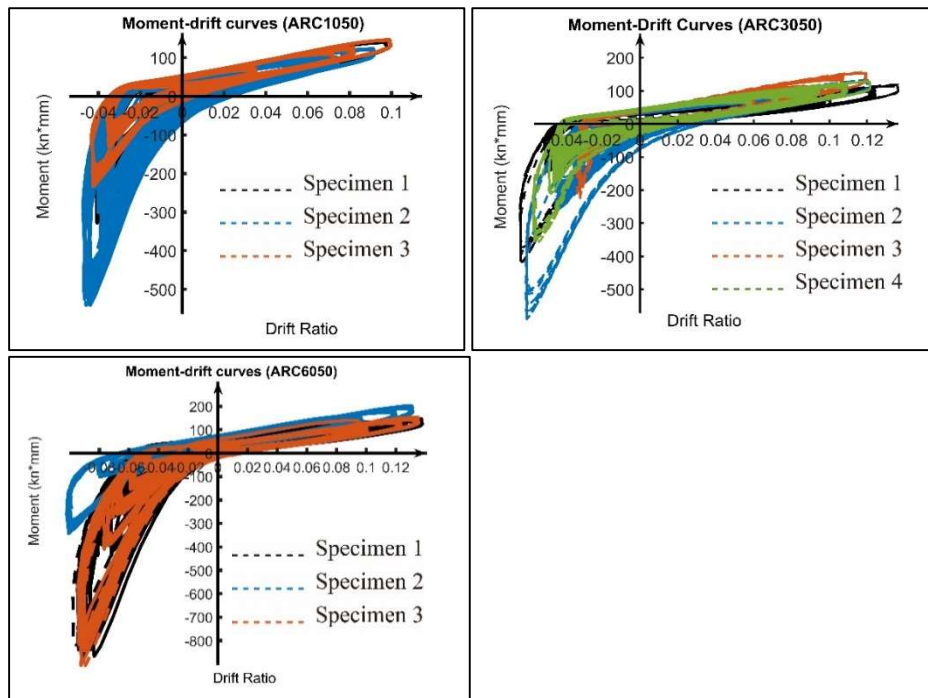 Moment-drift curves (ARC1050)
Moment (kn*mm)
100
0
-0.04 -0.02 0 0.02 0.04 0.06 0.08 0.1
-100
-200
-300
-400
-500
Specimen 1
Specimen 2
Specimen 3
Drift Ratio
Moment-Drift Curves (ARC3050)
Moment (kn*mm)
200
100
0
0.04 -0.02 0 0.02 0.04 0.06 0.08 0.1 0.12
-100
-200
-300
-400
-500
Specimen 1
Specimen 2
Specimen 3
Specimen 4
Drift Ratio
Moment-drift curves (ARC6050)
Moment (kn*mm)
200
100
0
0.08 0.06 0.04 0.02 0 0.02 0.04 0.06 0.08 0.1 0.12
-100
-200
-300
-400
-500
-600
-700
-800
Specimen 1
Specimen 2
Specimen 3
Drift Ratio